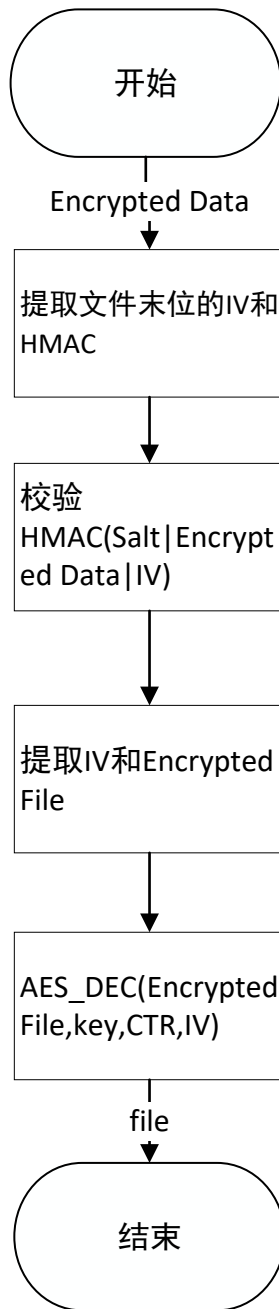 开始
Encrypted Data
提取文件末位的IV和
HMAC
校验
HMAC(Salt|Encrypt
ed Data|IV)
提取IV和Encrypted
File
AES_DEC(Encrypted
File,key,CTR,IV)
file
结束